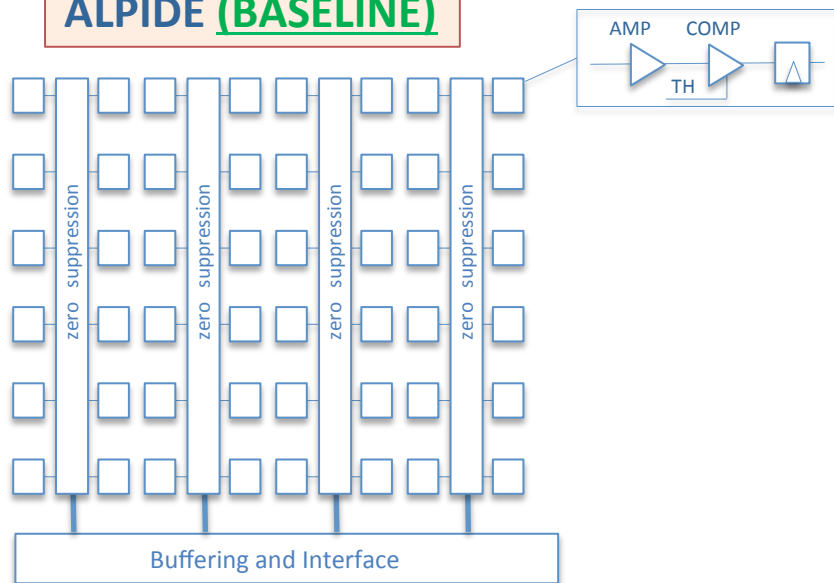 ALPIDE (BASELINE)
AMP COMP
TH
zero suppression
zero suppression
zero suppression
zero suppression
Buffering and Interface